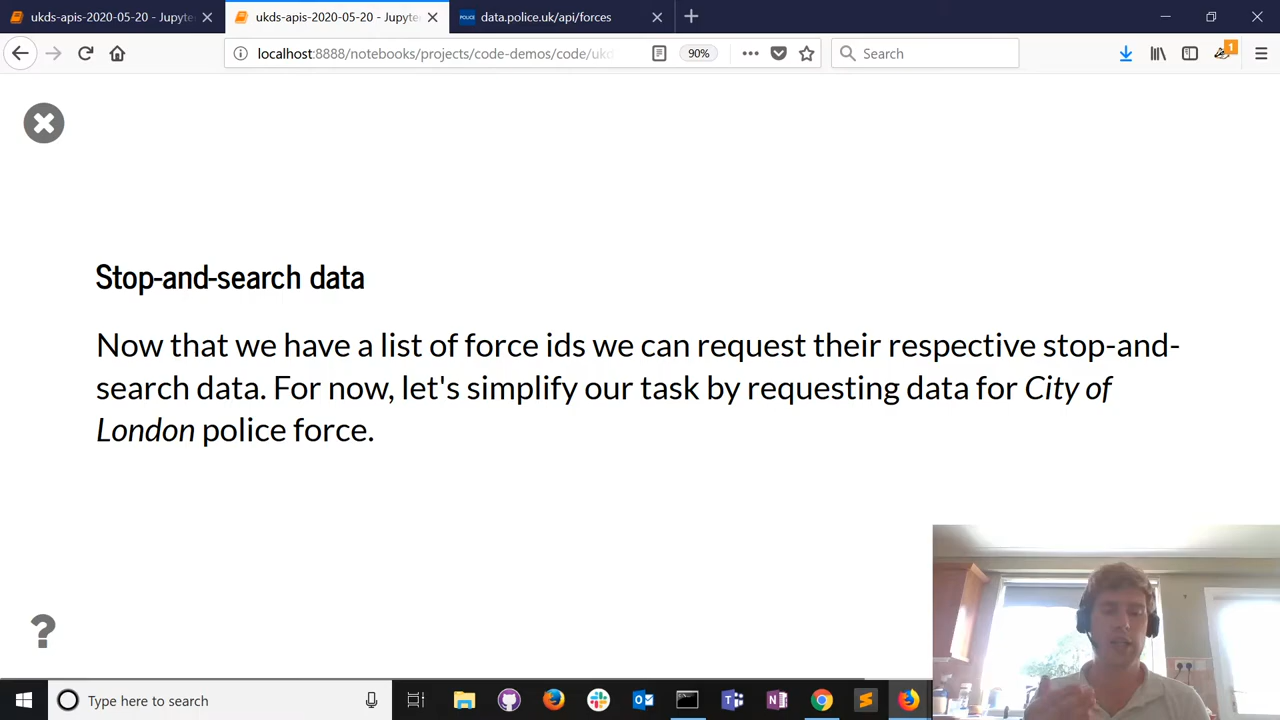 ukds-apis-2020-05-20 - Jupyte
ukds-apis-2020-05-20 - Jupyte
POLICE
data.police.uk/api/forces
localhost:8888/notebooks/projects/code-demos/code/ukd
90%
Search
1
Stop-and-search data
Now that we have a list of force ids we can request their respective stop-and-
search data. For now, let's simplify our task by requesting data for City of
London police force.
?
Type here to search